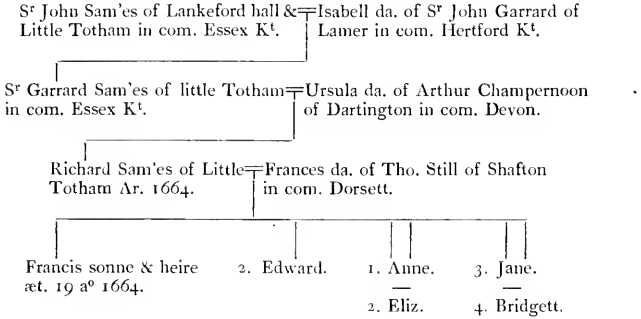 Sʳ John Sam'es of Lankeford hall & Isabell da. of Sʳ John Garrard of
Little Totham in com. Essex Kᵗ. Lamer in com. Hertford Kᵗ.
Sʳ Garrard Sam'es of little Totham Ursula da. of Arthur Champernoon
in com. Essex Kᵗ. of Dartington in com. Devon.
Richard Sam'es of Little Frances da. of Tho. Still of Shafton
Totham Ar. 1664. in com. Dorsett.
Francis sonne & heire 2. Edward. 1. Anne. 3. Jane.
æt. 19 aᵒ 1664.
2. Eliz. 4. Bridgett.